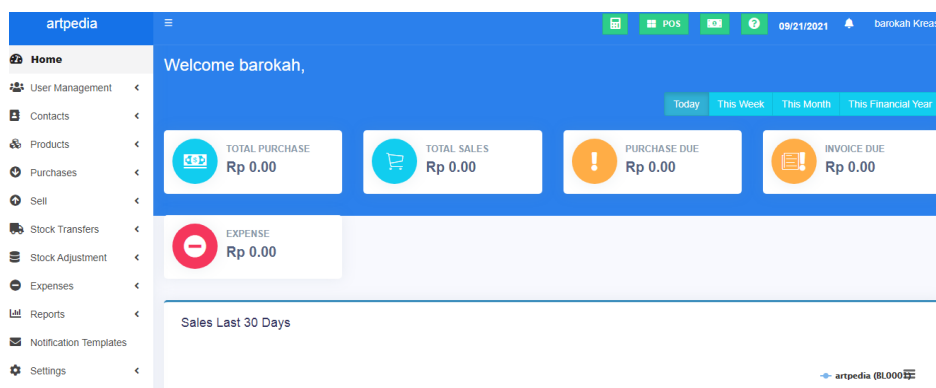 artpedia
POS
09/21/2021
barokah Kreas
Home
Welcome barokah,
User Management
Contacts
Products
Purchases
Sell
Stock Transfers
Stock Adjustment
Expenses
Reports
Notification Templates
Settings
Today
This Week
This Month
This Financial Year
TOTAL PURCHASE
Rp 0.00
TOTAL SALES
Rp 0.00
PURCHASE DUE
Rp 0.00
INVOICE DUE
Rp 0.00
EXPENSE
Rp 0.00
Sales Last 30 Days
artpedia (BL0001)